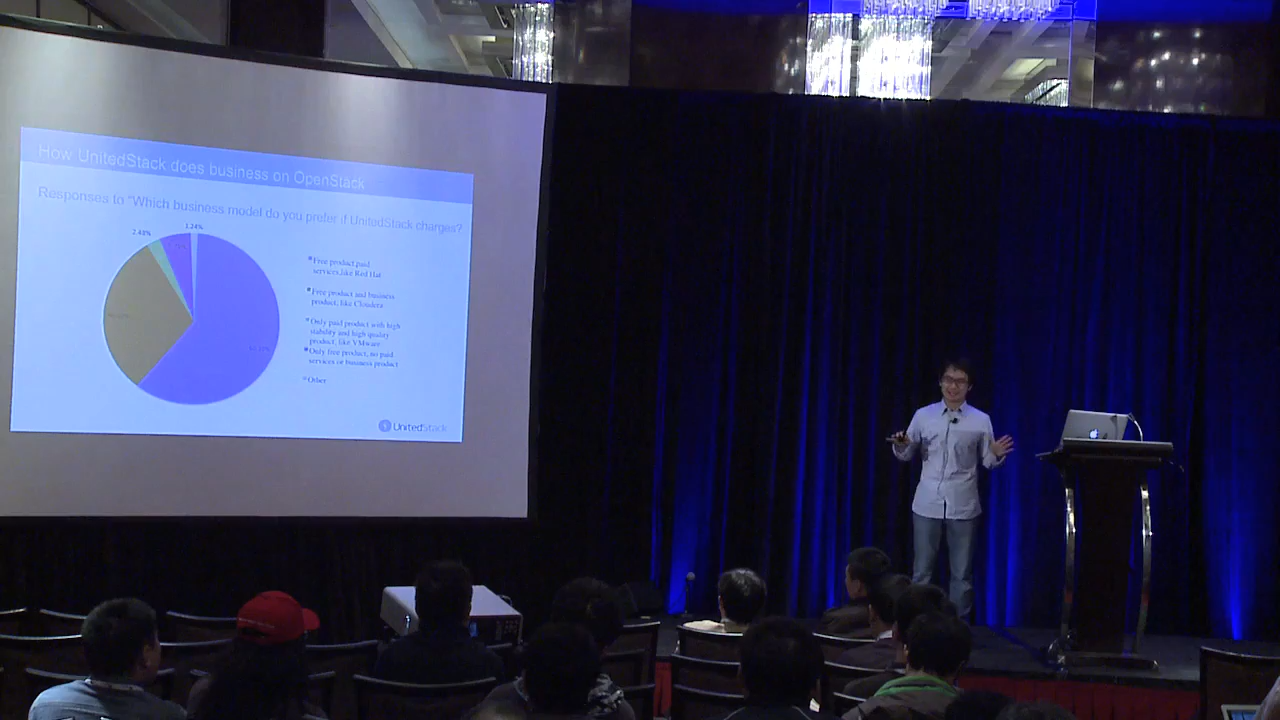 How UnitedStack does business on OpenStack
Responses to "Which business model do you prefer if UnitedStack charges?
2.48%
1.24%
Free product,paid
services,like Red Hat
Free product and business
product, like Cloudera
Only paid product with high
stability and high quality
product, like VMware
Only free product, no paid
services or business product
Other
UnitedStack